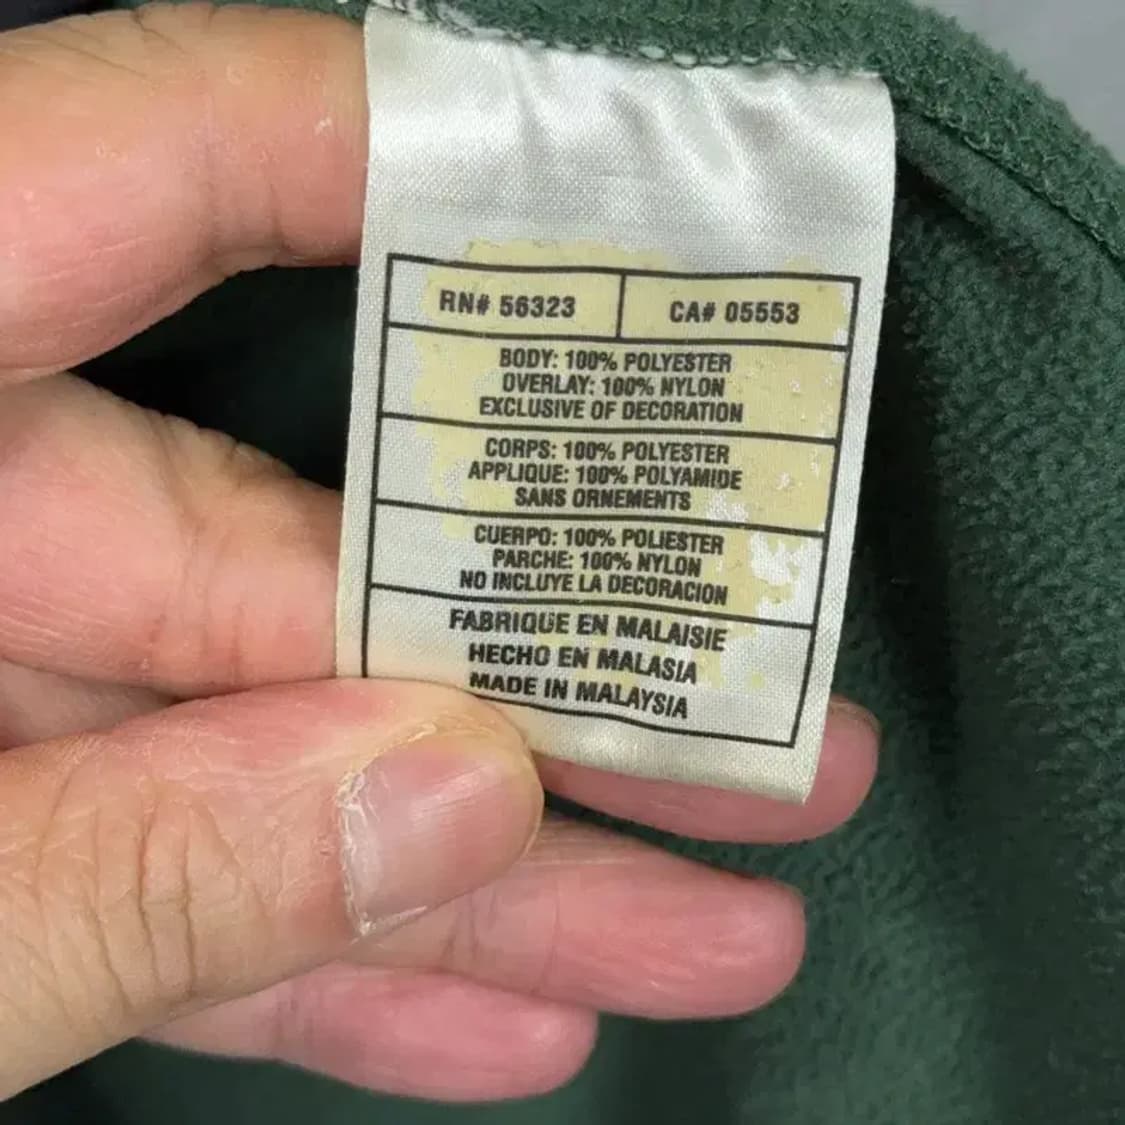 RN# 56323 CA# 05553
BODY: 100% POLYESTER
OVERLAY: 100% NYLON
EXCLUSIVE OF DECORATION
CORPS: 100% POLYESTER
APPLIQUE: 100% POLYAMIDE
SANS ORNEMENTS
CUERPO: 100% POLIESTER
PARCHE: 100% NYLON
NO INCLUYE LA DECORACION
FABRIQUE EN MALAISIE
HECHO EN MALASIA
MADE IN MALAYSIA